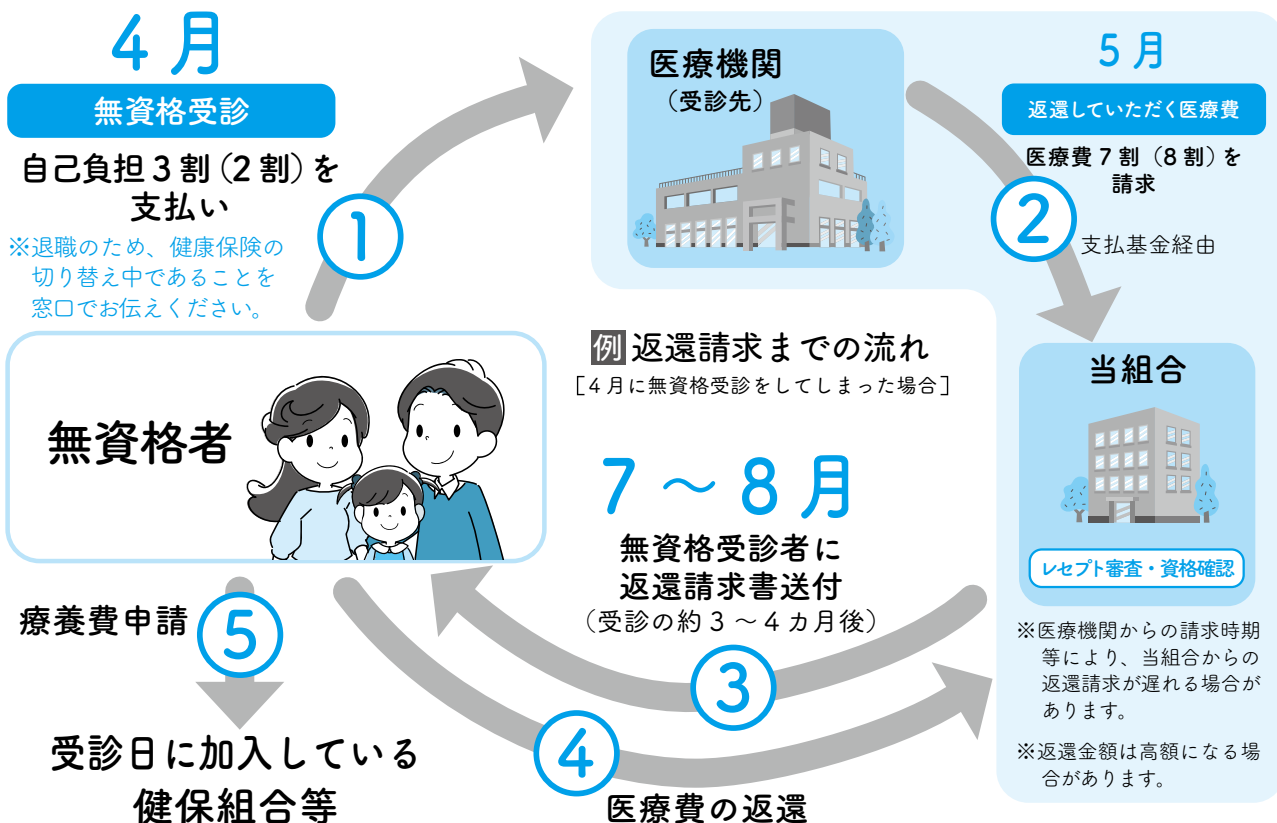 4月
無資格受診
自己負担3割(2割)を
支払い
※退職のため、健康保険の
切り替え中であることを
窓口でお伝えください。
①
医療機関
（受診先）
5月
返還していただく医療費
医療費7割（8割）を
請求
②
支払基金経由
当組合
レセプト審査・資格確認
※医療機関からの請求時期
等により、当組合からの
返還請求が遅れる場合が
あります。
※返還金額は高額になる場
合があります。
例 返還請求までの流れ
［4月に無資格受診をしてしまった場合］
無資格者
7～8月
無資格受診者に
返還請求書送付
（受診の約3～4カ月後）
③
④
医療費の返還
療養費申請
⑤
受診日に加入している
健保組合等